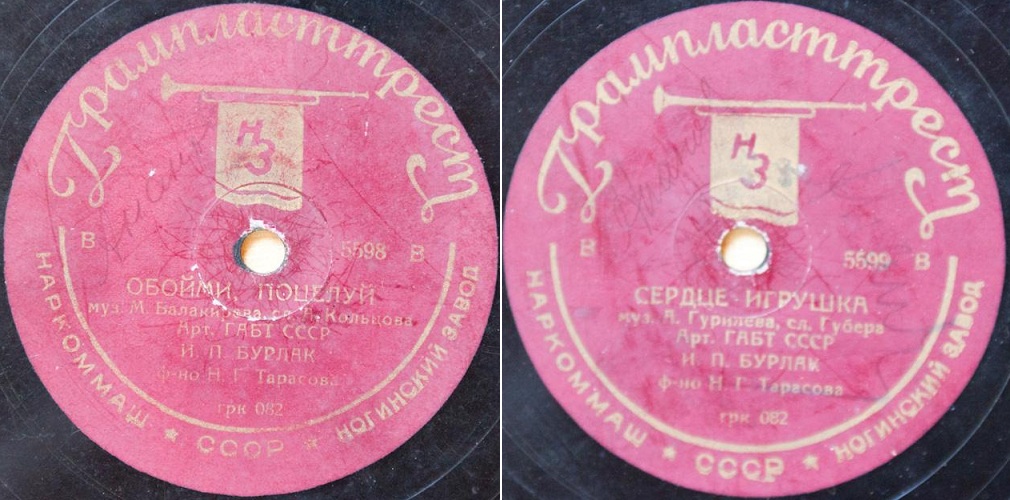 Грампласттрест
НЗ
В 5598 В
ОБОЙМИ, ПОЦЕЛУЙ
муз. М. Балакирева, сл. А. Кольцова
Арт. ГАБТ СССР
И. П. БУРЛАК
ф-но Н. Г. Тарасова
грк 082
НАРКОММАШ ★ СССР ★ НОГИНСКИЙ ЗАВОД
Грампласттрест
НЗ
В 5599 В
СЕРДЦЕ-ИГРУШКА
муз. А. Гурилева, сл. Губера
Арт. ГАБТ СССР
И. П. БУРЛАК
ф-но Н. Г. Тарасова
грк 082
НАРКОММАШ ★ СССР ★ НОГИНСКИЙ ЗАВОД